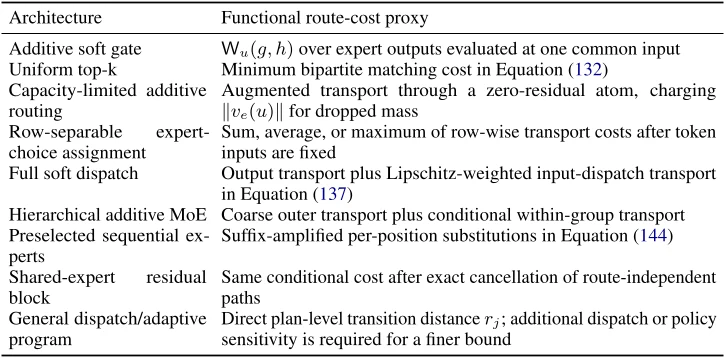 Architecture Functional route-cost proxy
Additive soft gate W_u(g, h) over expert outputs evaluated at one common input
Uniform top-k Minimum bipartite matching cost in Equation (132)
Capacity-limited additive Augmented transport through a zero-residual atom, charging
routing ‖v_e(u)‖ for dropped mass
Row-separable expert- Sum, average, or maximum of row-wise transport costs after token
choice assignment inputs are fixed
Full soft dispatch Output transport plus Lipschitz-weighted input-dispatch transport
in Equation (137)
Hierarchical additive MoE Coarse outer transport plus conditional within-group transport
Preselected sequential ex- Suffix-amplified per-position substitutions in Equation (144)
perts
Shared-expert residual Same conditional cost after exact cancellation of route-independent
block paths
General dispatch/adaptive Direct plan-level transition distance r_j; additional dispatch or policy
program sensitivity is required for a finer bound